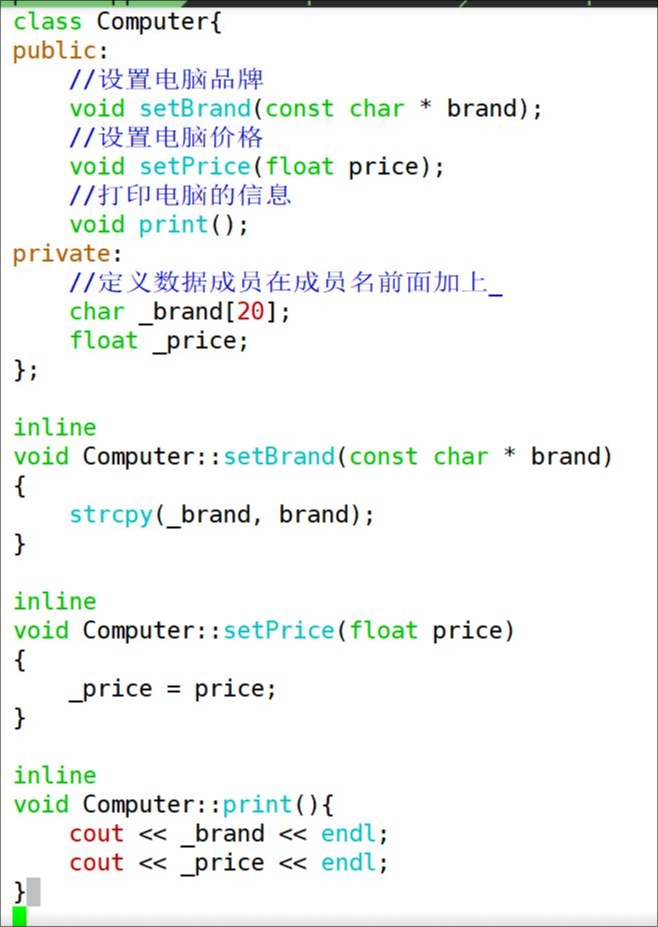 class Computer{
public:
    //设置电脑品牌
    void setBrand(const char * brand);
    //设置电脑价格
    void setPrice(float price);
    //打印电脑的信息
    void print();
private:
    //定义数据成员在成员名前面加上_
    char _brand[20];
    float _price;
};

inline
void Computer::setBrand(const char * brand)
{
    strcpy(_brand, brand);
}

inline
void Computer::setPrice(float price)
{
    _price = price;
}

inline
void Computer::print(){
    cout << _brand << endl;
    cout << _price << endl;
}